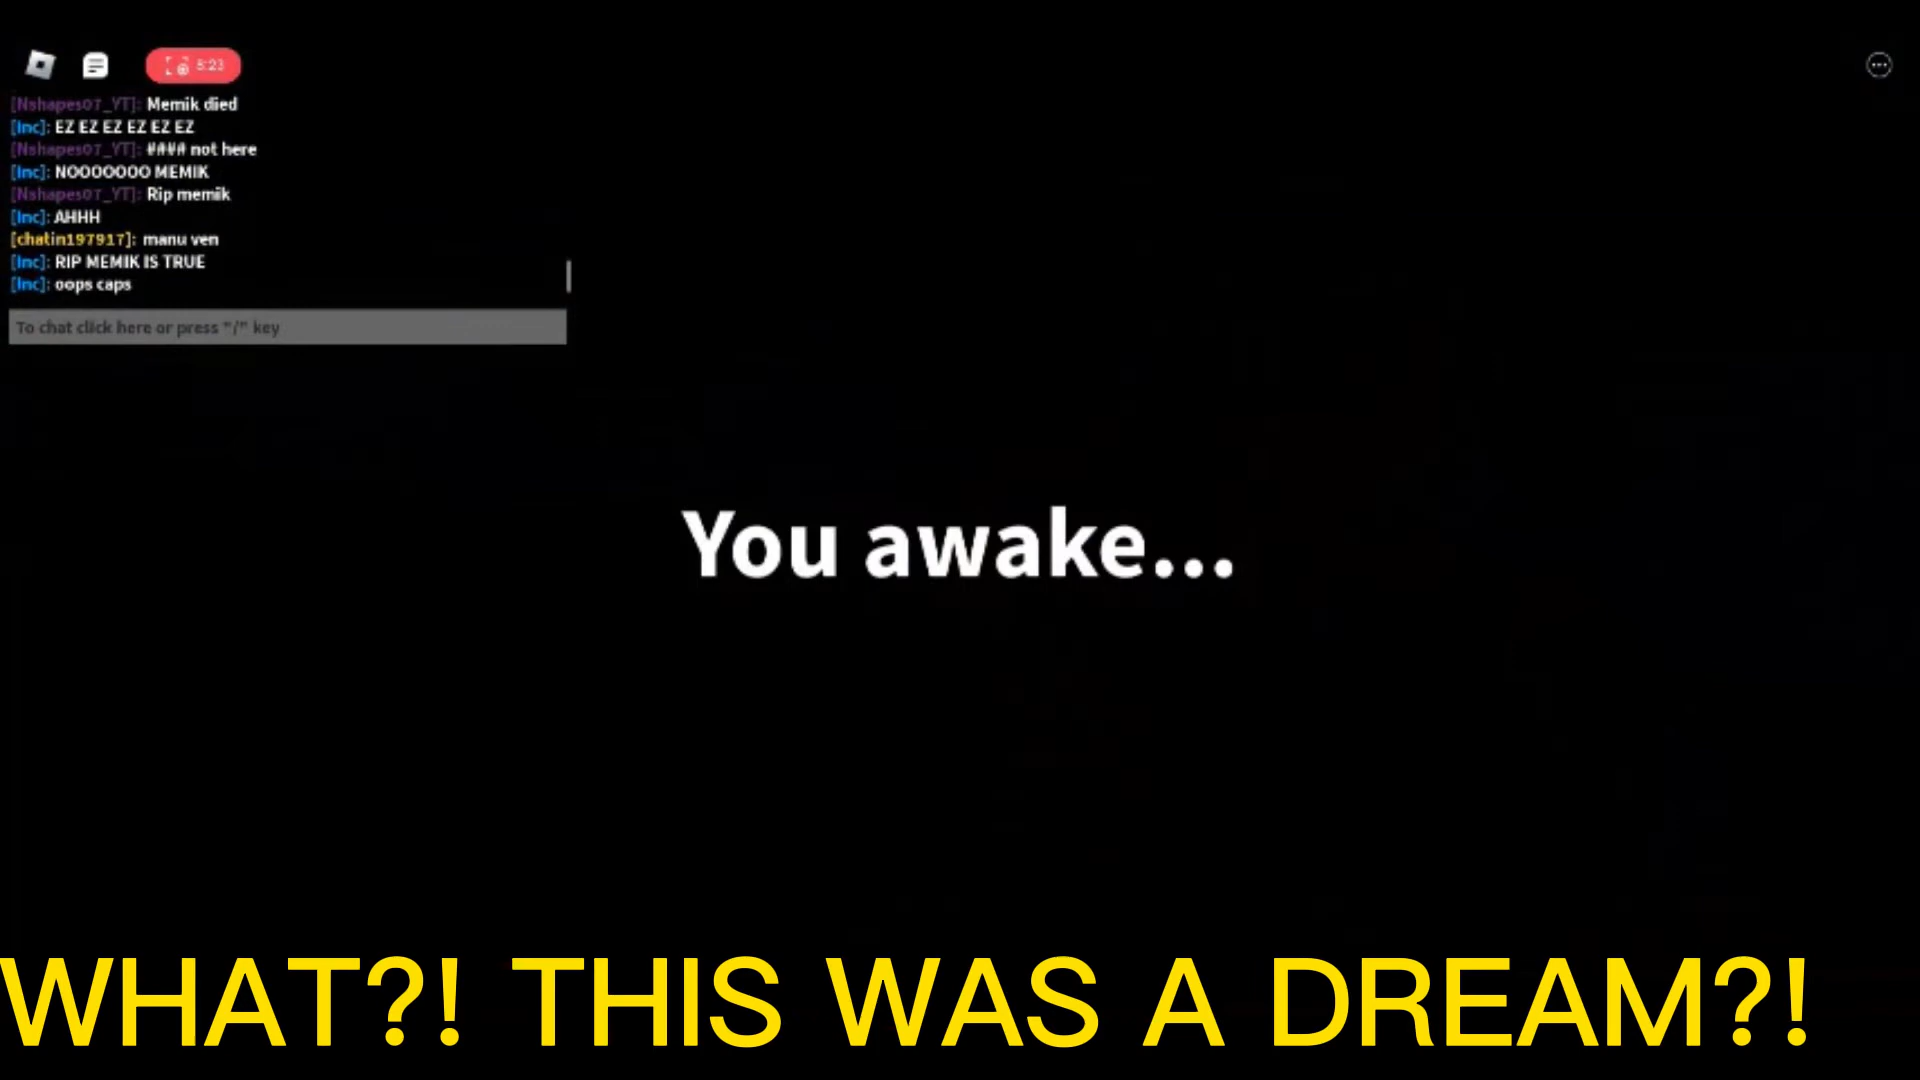 5:23
[Nshapes07_YT]: Memik died
[Inc]: EZ EZ EZ EZ EZ EZ
[Nshapes07_YT]: #### not here
[Inc]: NOOOOOOO MEMIK
[Nshapes07_YT]: Rip memik
[Inc]: AHHH
[chatin197917]: manu ven
[Inc]: RIP MEMIK IS TRUE
[Inc]: oops caps
To chat click here or press "/" key
You awake...
WHAT?! THIS WAS A DREAM?!